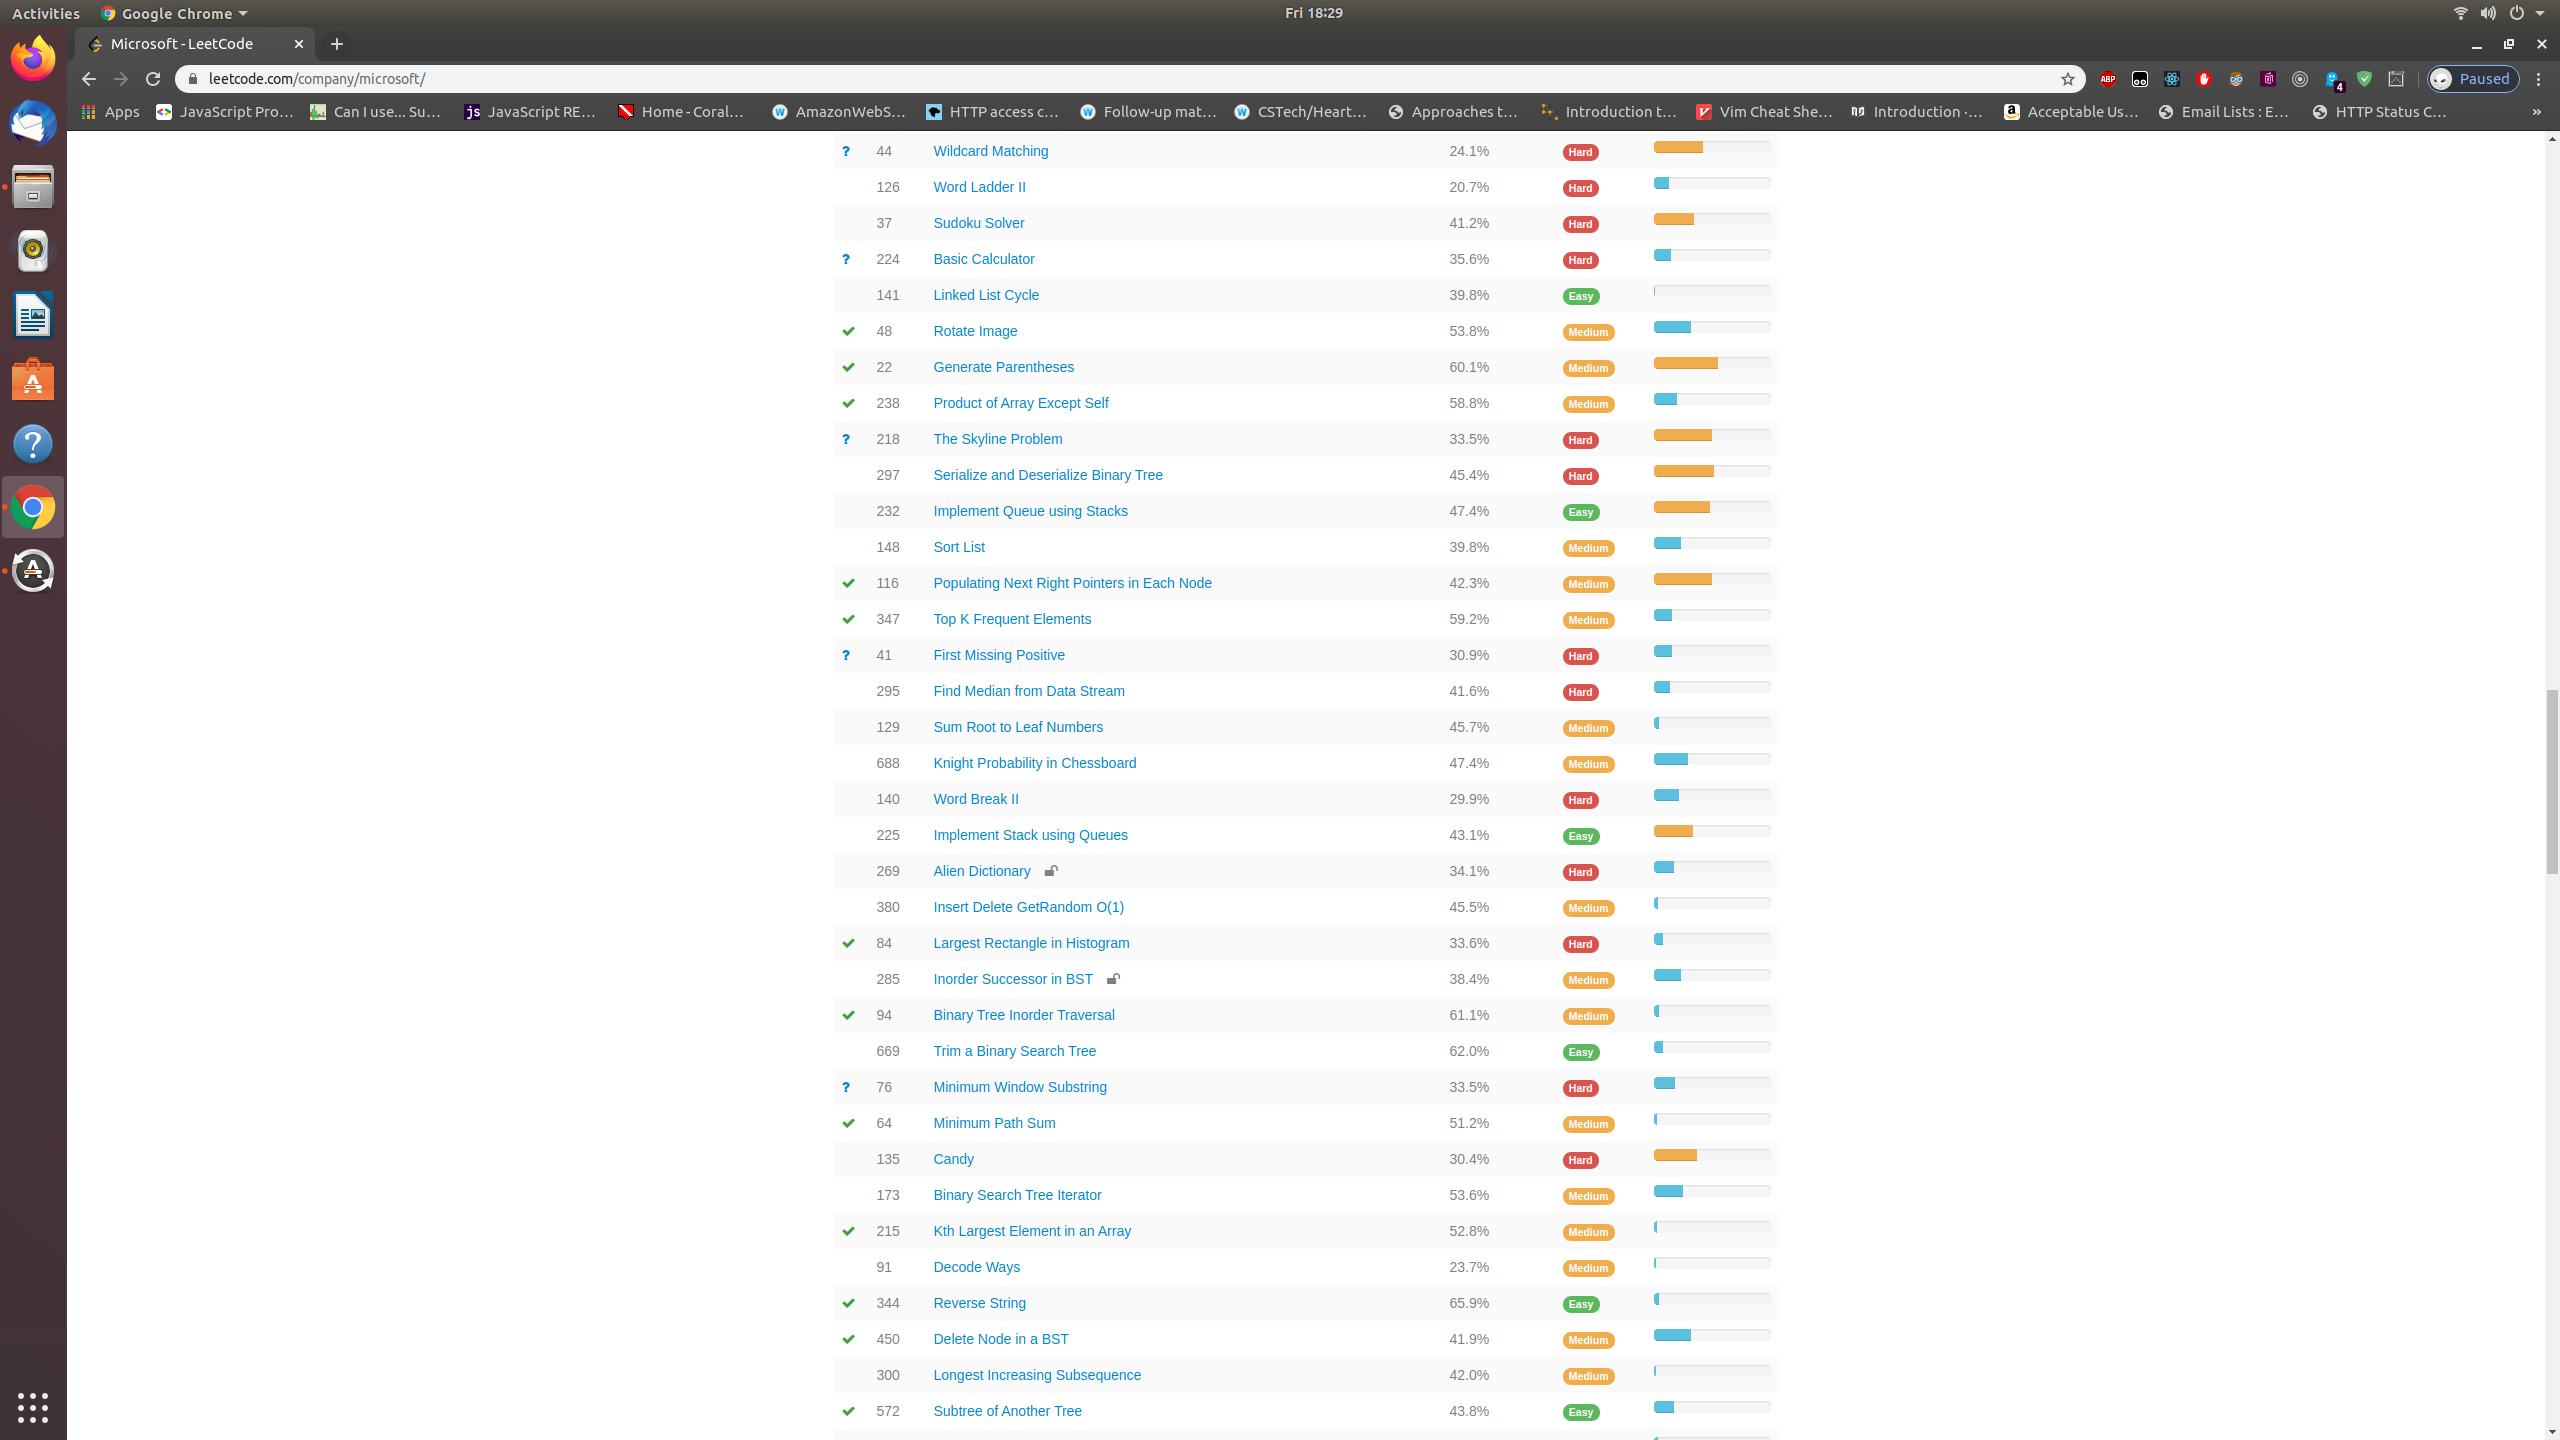 Activities Google Chrome Fri 18:29
Microsoft - LeetCode
leetcode.com/company/microsoft/ ABP 4 Paused
Apps JavaScript Pro… Can I use... Su… js JavaScript RE… Home - Coral… AmazonWebS… HTTP access c… Follow-up mat… CSTech/Heart… Approaches t… Introduction t… Vim Cheat She… Introduction ·… Acceptable Us… Email Lists : E… HTTP Status C… »
? 44 Wildcard Matching 24.1% Hard
126 Word Ladder II 20.7% Hard
37 Sudoku Solver 41.2% Hard
? 224 Basic Calculator 35.6% Hard
141 Linked List Cycle 39.8% Easy
48 Rotate Image 53.8% Medium
22 Generate Parentheses 60.1% Medium
238 Product of Array Except Self 58.8% Medium
? 218 The Skyline Problem 33.5% Hard
297 Serialize and Deserialize Binary Tree 45.4% Hard
232 Implement Queue using Stacks 47.4% Easy
148 Sort List 39.8% Medium
116 Populating Next Right Pointers in Each Node 42.3% Medium
347 Top K Frequent Elements 59.2% Medium
? 41 First Missing Positive 30.9% Hard
295 Find Median from Data Stream 41.6% Hard
129 Sum Root to Leaf Numbers 45.7% Medium
688 Knight Probability in Chessboard 47.4% Medium
140 Word Break II 29.9% Hard
225 Implement Stack using Queues 43.1% Easy
269 Alien Dictionary 34.1% Hard
380 Insert Delete GetRandom O(1) 45.5% Medium
84 Largest Rectangle in Histogram 33.6% Hard
285 Inorder Successor in BST 38.4% Medium
94 Binary Tree Inorder Traversal 61.1% Medium
669 Trim a Binary Search Tree 62.0% Easy
? 76 Minimum Window Substring 33.5% Hard
64 Minimum Path Sum 51.2% Medium
135 Candy 30.4% Hard
173 Binary Search Tree Iterator 53.6% Medium
215 Kth Largest Element in an Array 52.8% Medium
91 Decode Ways 23.7% Medium
344 Reverse String 65.9% Easy
450 Delete Node in a BST 41.9% Medium
300 Longest Increasing Subsequence 42.0% Medium
572 Subtree of Another Tree 43.8% Easy